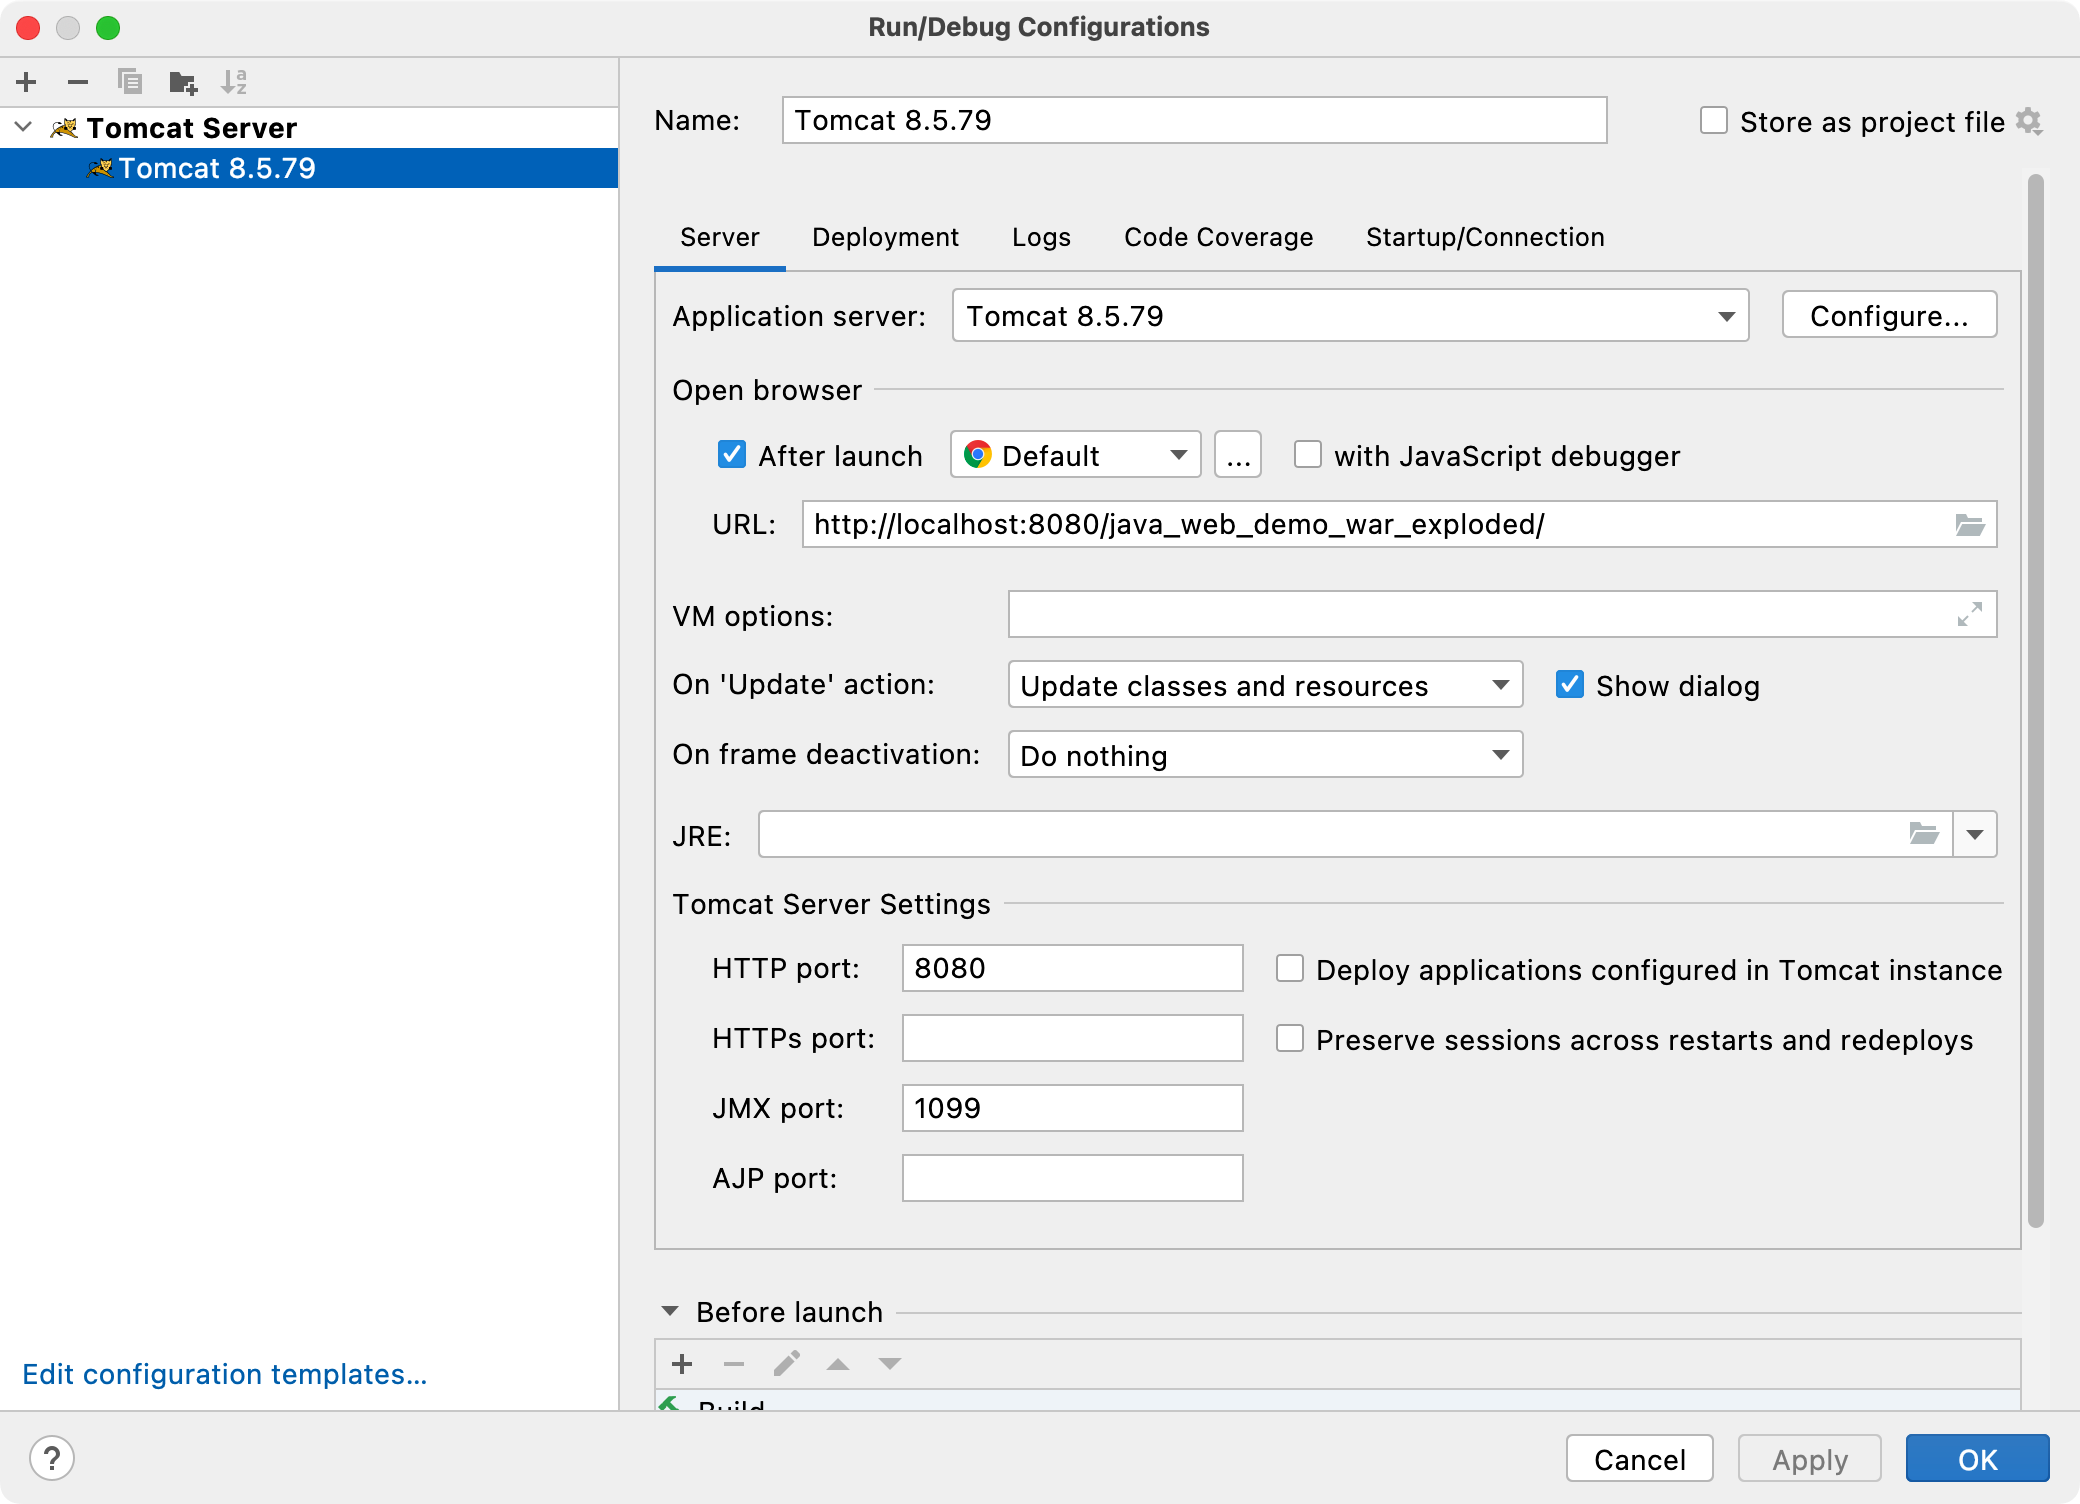 Run/Debug Configurations
Tomcat Server
Tomcat 8.5.79
Edit configuration templates...
Name: Tomcat 8.5.79 Store as project file
Server Deployment Logs Code Coverage Startup/Connection
Application server: Tomcat 8.5.79 Configure...
Open browser
After launch Default ... with JavaScript debugger
URL: http://localhost:8080/java_web_demo_war_exploded/
VM options:
On 'Update' action: Update classes and resources Show dialog
On frame deactivation: Do nothing
JRE:
Tomcat Server Settings
HTTP port: 8080 Deploy applications configured in Tomcat instance
HTTPs port: Preserve sessions across restarts and redeploys
JMX port: 1099
AJP port:
Before launch
Build
? Cancel Apply OK